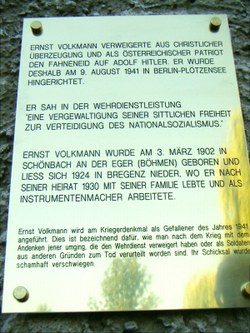 ERNST VOLKMANN VERWEIGERTE AUS CHRISTLICHER
ÜBERZEUGUNG UND ALS ÖSTERREICHISCHER PATRIOT
DEN FAHNENEID AUF ADOLF HITLER. ER WURDE
DESHALB AM 9. AUGUST 1941 IN BERLIN-PLÖTZENSEE
HINGERICHTET.
ER SAH IN DER WEHRDIENSTLEISTUNG
"EINE VERGEWALTIGUNG SEINER SITTLICHEN FREIHEIT
ZUR VERTEIDIGUNG DES NATIONALSOZIALISMUS."
ERNST VOLKMANN WURDE AM 3. MÄRZ 1902 IN
SCHÖNBACH AN DER EGER (BÖHMEN) GEBOREN UND
LIESS SICH 1924 IN BREGENZ NIEDER, WO ER NACH
SEINER HEIRAT 1930 MIT SEINER FAMILIE LEBTE UND ALS
INSTRUMENTENMACHER ARBEITETE.
Ernst Volkmann wird am Kriegerdenkmal als Gefallener des Jahres 1941
angeführt. Dies ist bezeichnend dafür, wie man nach dem Krieg mit dem
Andenken jener umging, die den Wehrdienst verweigert haben oder als Soldaten
aus anderen Gründen zum Tod verurteilt worden sind. Ihr Schicksal wurde
schamhaft verschwiegen.